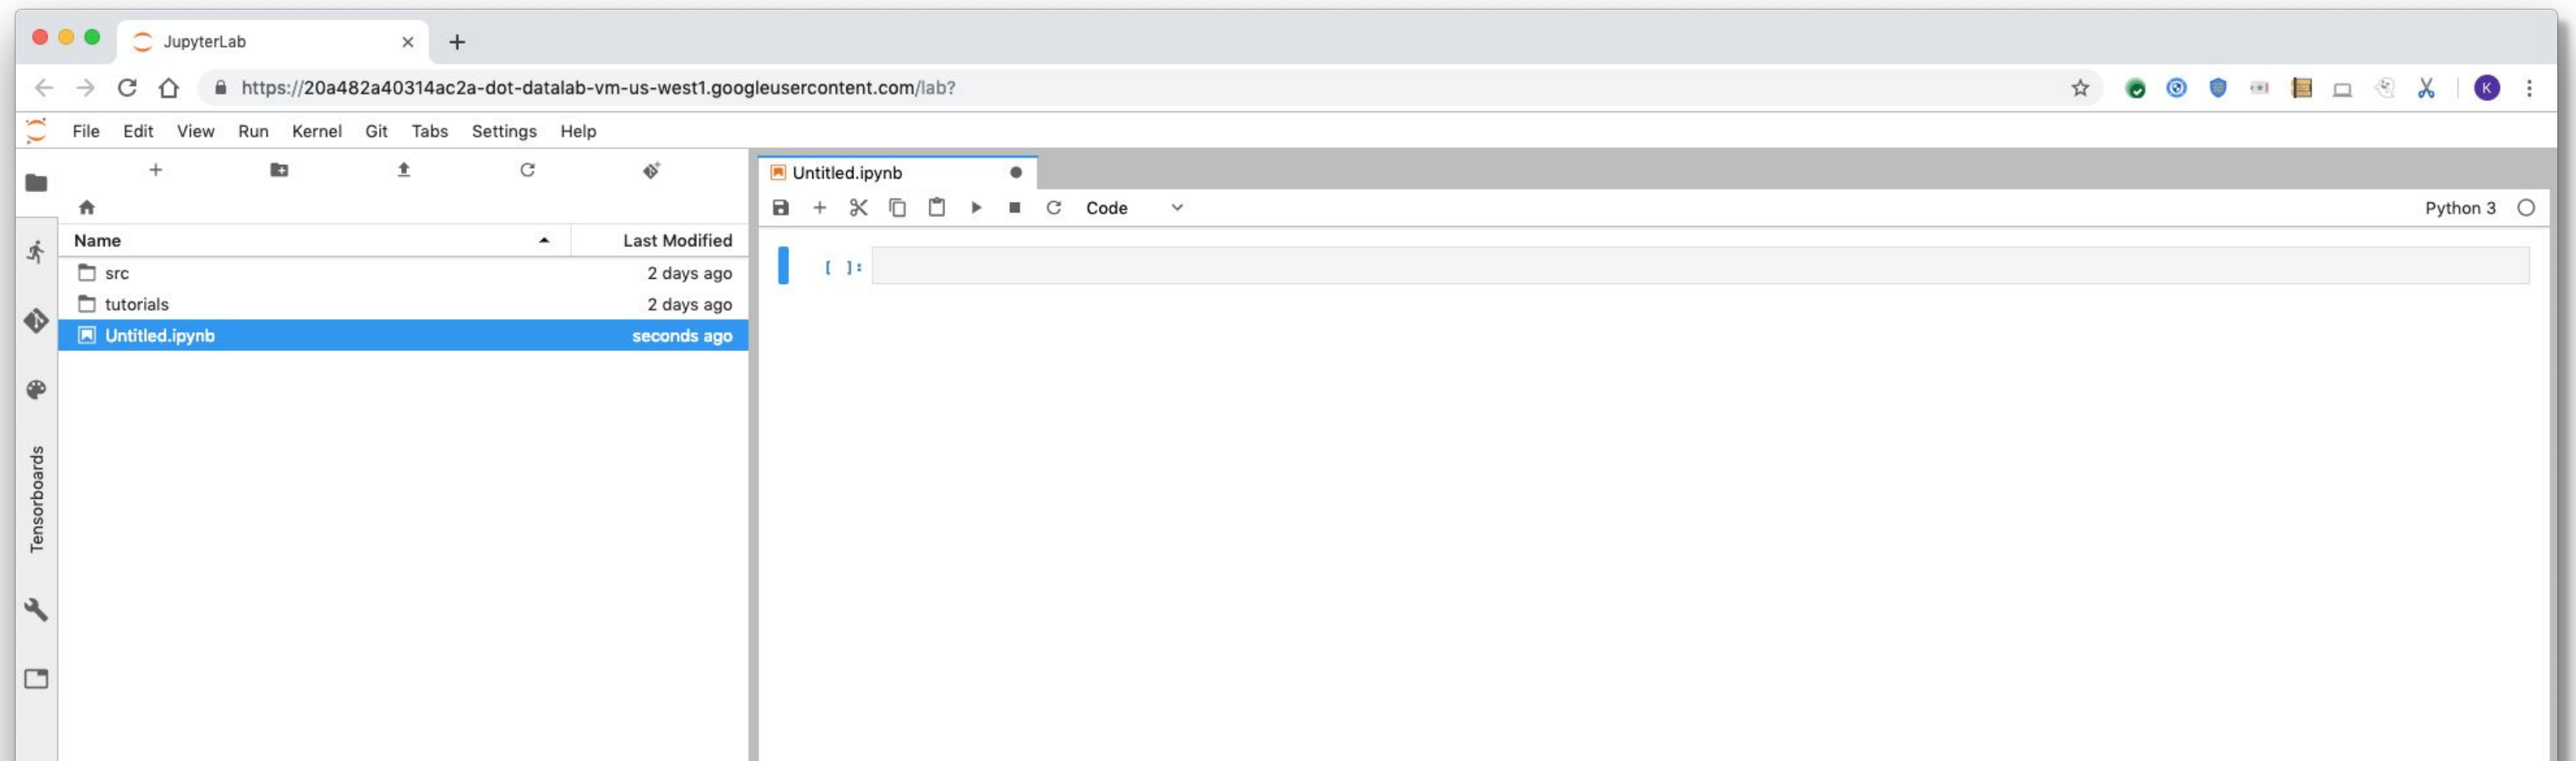 JupyterLab
https://20a482a40314ac2a-dot-datalab-vm-us-west1.googleusercontent.com/lab?
K
File Edit View Run Kernel Git Tabs Settings Help
Untitled.ipynb
Code
Python 3
Name Last Modified
src 2 days ago
tutorials 2 days ago
Untitled.ipynb seconds ago
[ ]:
Tensorboards